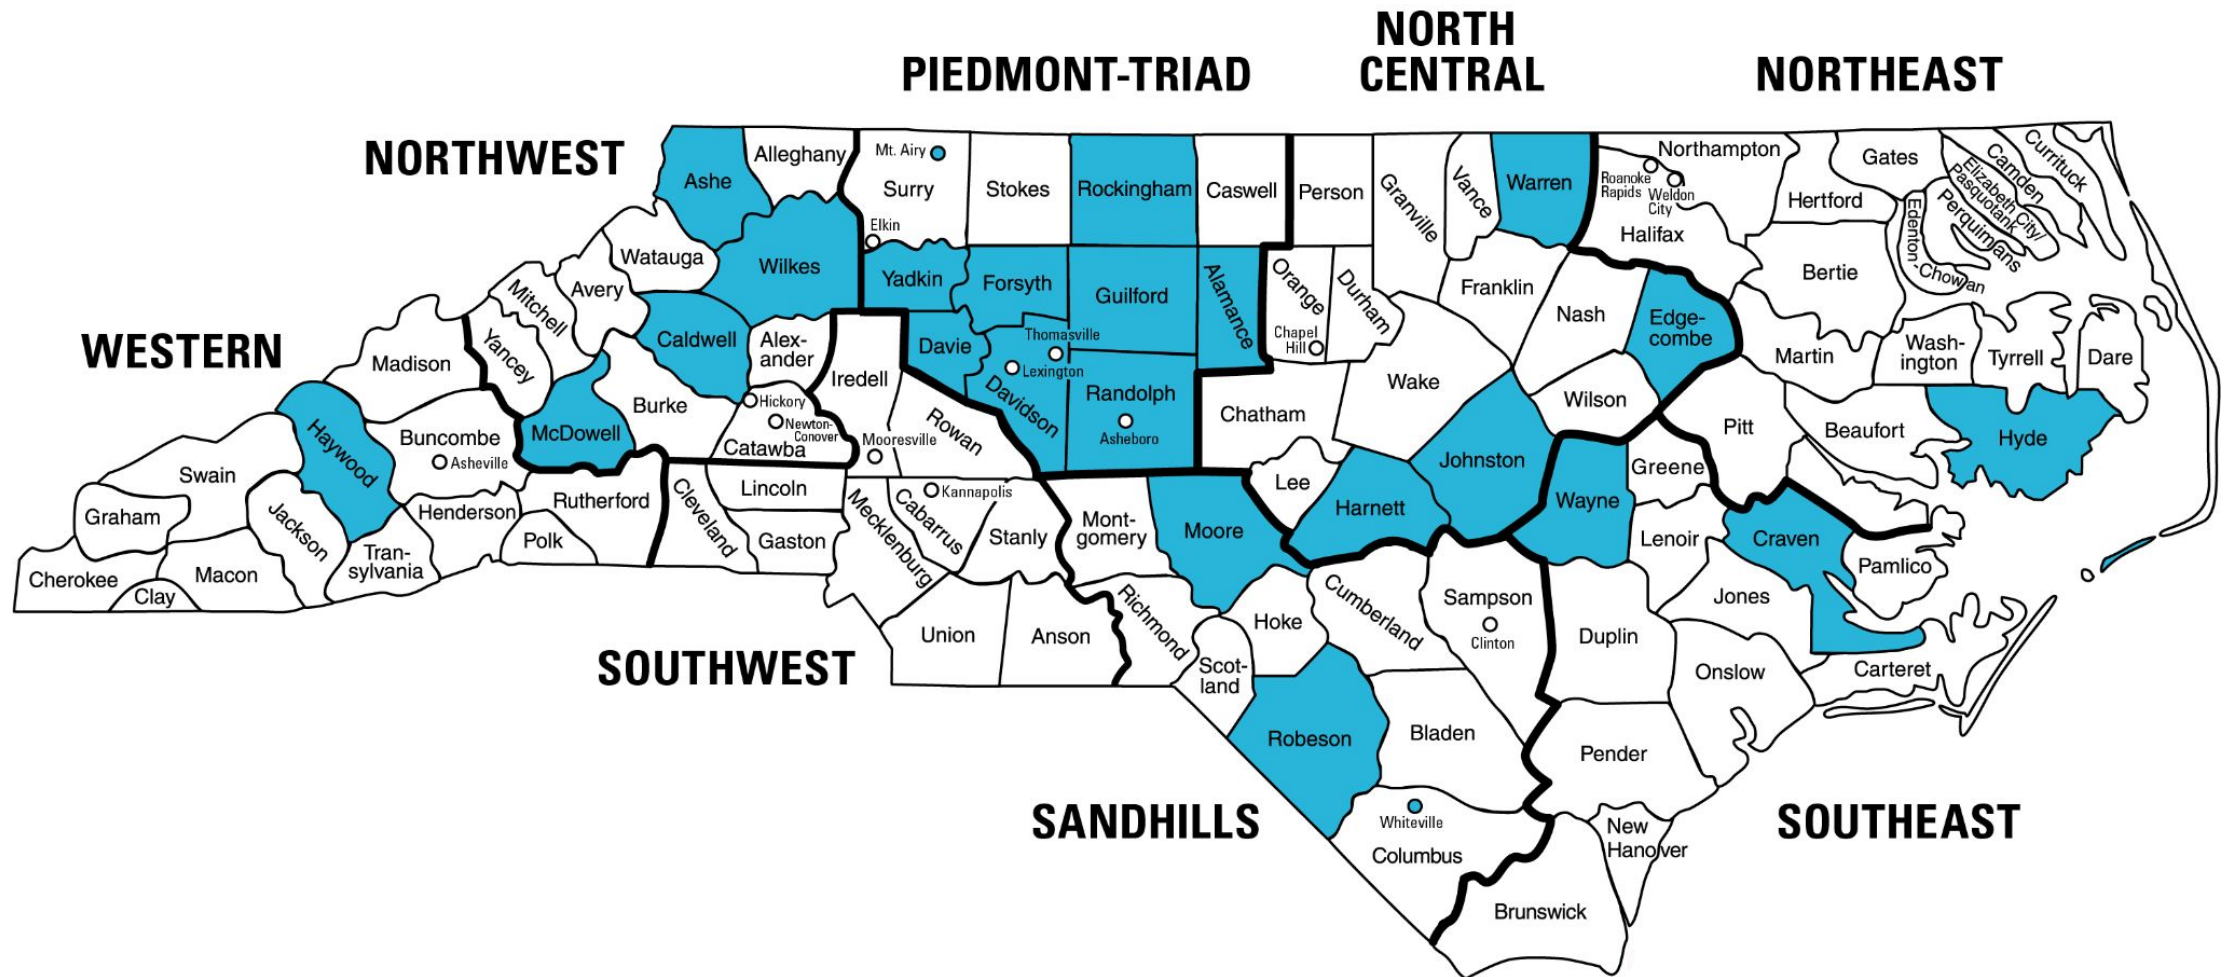 NORTH
CENTRAL
PIEDMONT-TRIAD
NORTHEAST
NORTHWEST
WESTERN
SOUTHWEST
SANDHILLS
SOUTHEAST
Ashe
Alleghany
Watauga
Wilkes
Avery
Mitchell
Yancey
Caldwell
Alex-
ander
Burke
McDowell
Hickory
Newton-
Conover
Catawba
Madison
Haywood
Buncombe
Asheville
Swain
Graham
Jackson
Cherokee
Clay
Macon
Tran-
sylvania
Henderson
Polk
Rutherford
Mt. Airy
Surry
Elkin
Stokes
Rockingham
Caswell
Yadkin
Forsyth
Guilford
Alamance
Davie
Thomasville
Lexington
Davidson
Randolph
Asheboro
Iredell
Mooresville
Rowan
Cleveland
Lincoln
Gaston
Mecklenburg
Cabarrus
Kannapolis
Stanly
Union
Anson
Person
Granville
Vance
Warren
Orange
Durham
Chapel
Hill
Franklin
Nash
Edge-
combe
Wake
Wilson
Chatham
Lee
Harnett
Johnston
Northampton
Roanoke
Rapids
Weldon
City
Halifax
Hertford
Gates
Camden
Currituck
Elizabeth City/
Pasquotank
Perquimans
Edenton-Chowan
Bertie
Martin
Wash-
ington
Tyrrell
Dare
Pitt
Beaufort
Hyde
Mont-
gomery
Moore
Richmond
Scot-
land
Hoke
Cumberland
Sampson
Clinton
Robeson
Bladen
Whiteville
Columbus
Wayne
Greene
Lenoir
Craven
Pamlico
Jones
Duplin
Onslow
Carteret
Pender
New
Hanover
Brunswick